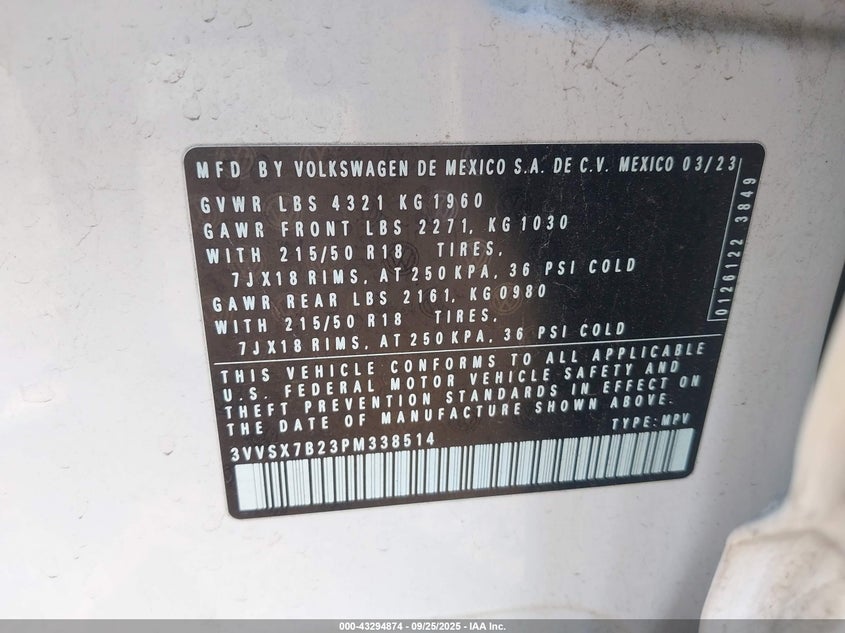 MFD BY VOLKSWAGEN DE MEXICO S.A. DE C.V. MEXICO 03/23
GVWR LBS 4321 KG 1960
GAWR FRONT LBS 2271, KG 1030
WITH 215/50 R18 TIRES,
7JX18 RIMS, AT 250 KPA, 36 PSI COLD
GAWR REAR LBS 2161, KG 0980
WITH 215/50 R18 TIRES,
7JX18 RIMS, AT 250 KPA, 36 PSI COLD
0126122 3849
THIS VEHICLE CONFORMS TO ALL APPLICABLE
U.S. FEDERAL MOTOR VEHICLE SAFETY AND
THEFT PREVENTION STANDARDS IN EFFECT ON
THE DATE OF MANUFACTURE SHOWN ABOVE.
3VVSX7B23PM338514 TYPE: MPV
000-43294874 | 09/25/2025 - IAA Inc.